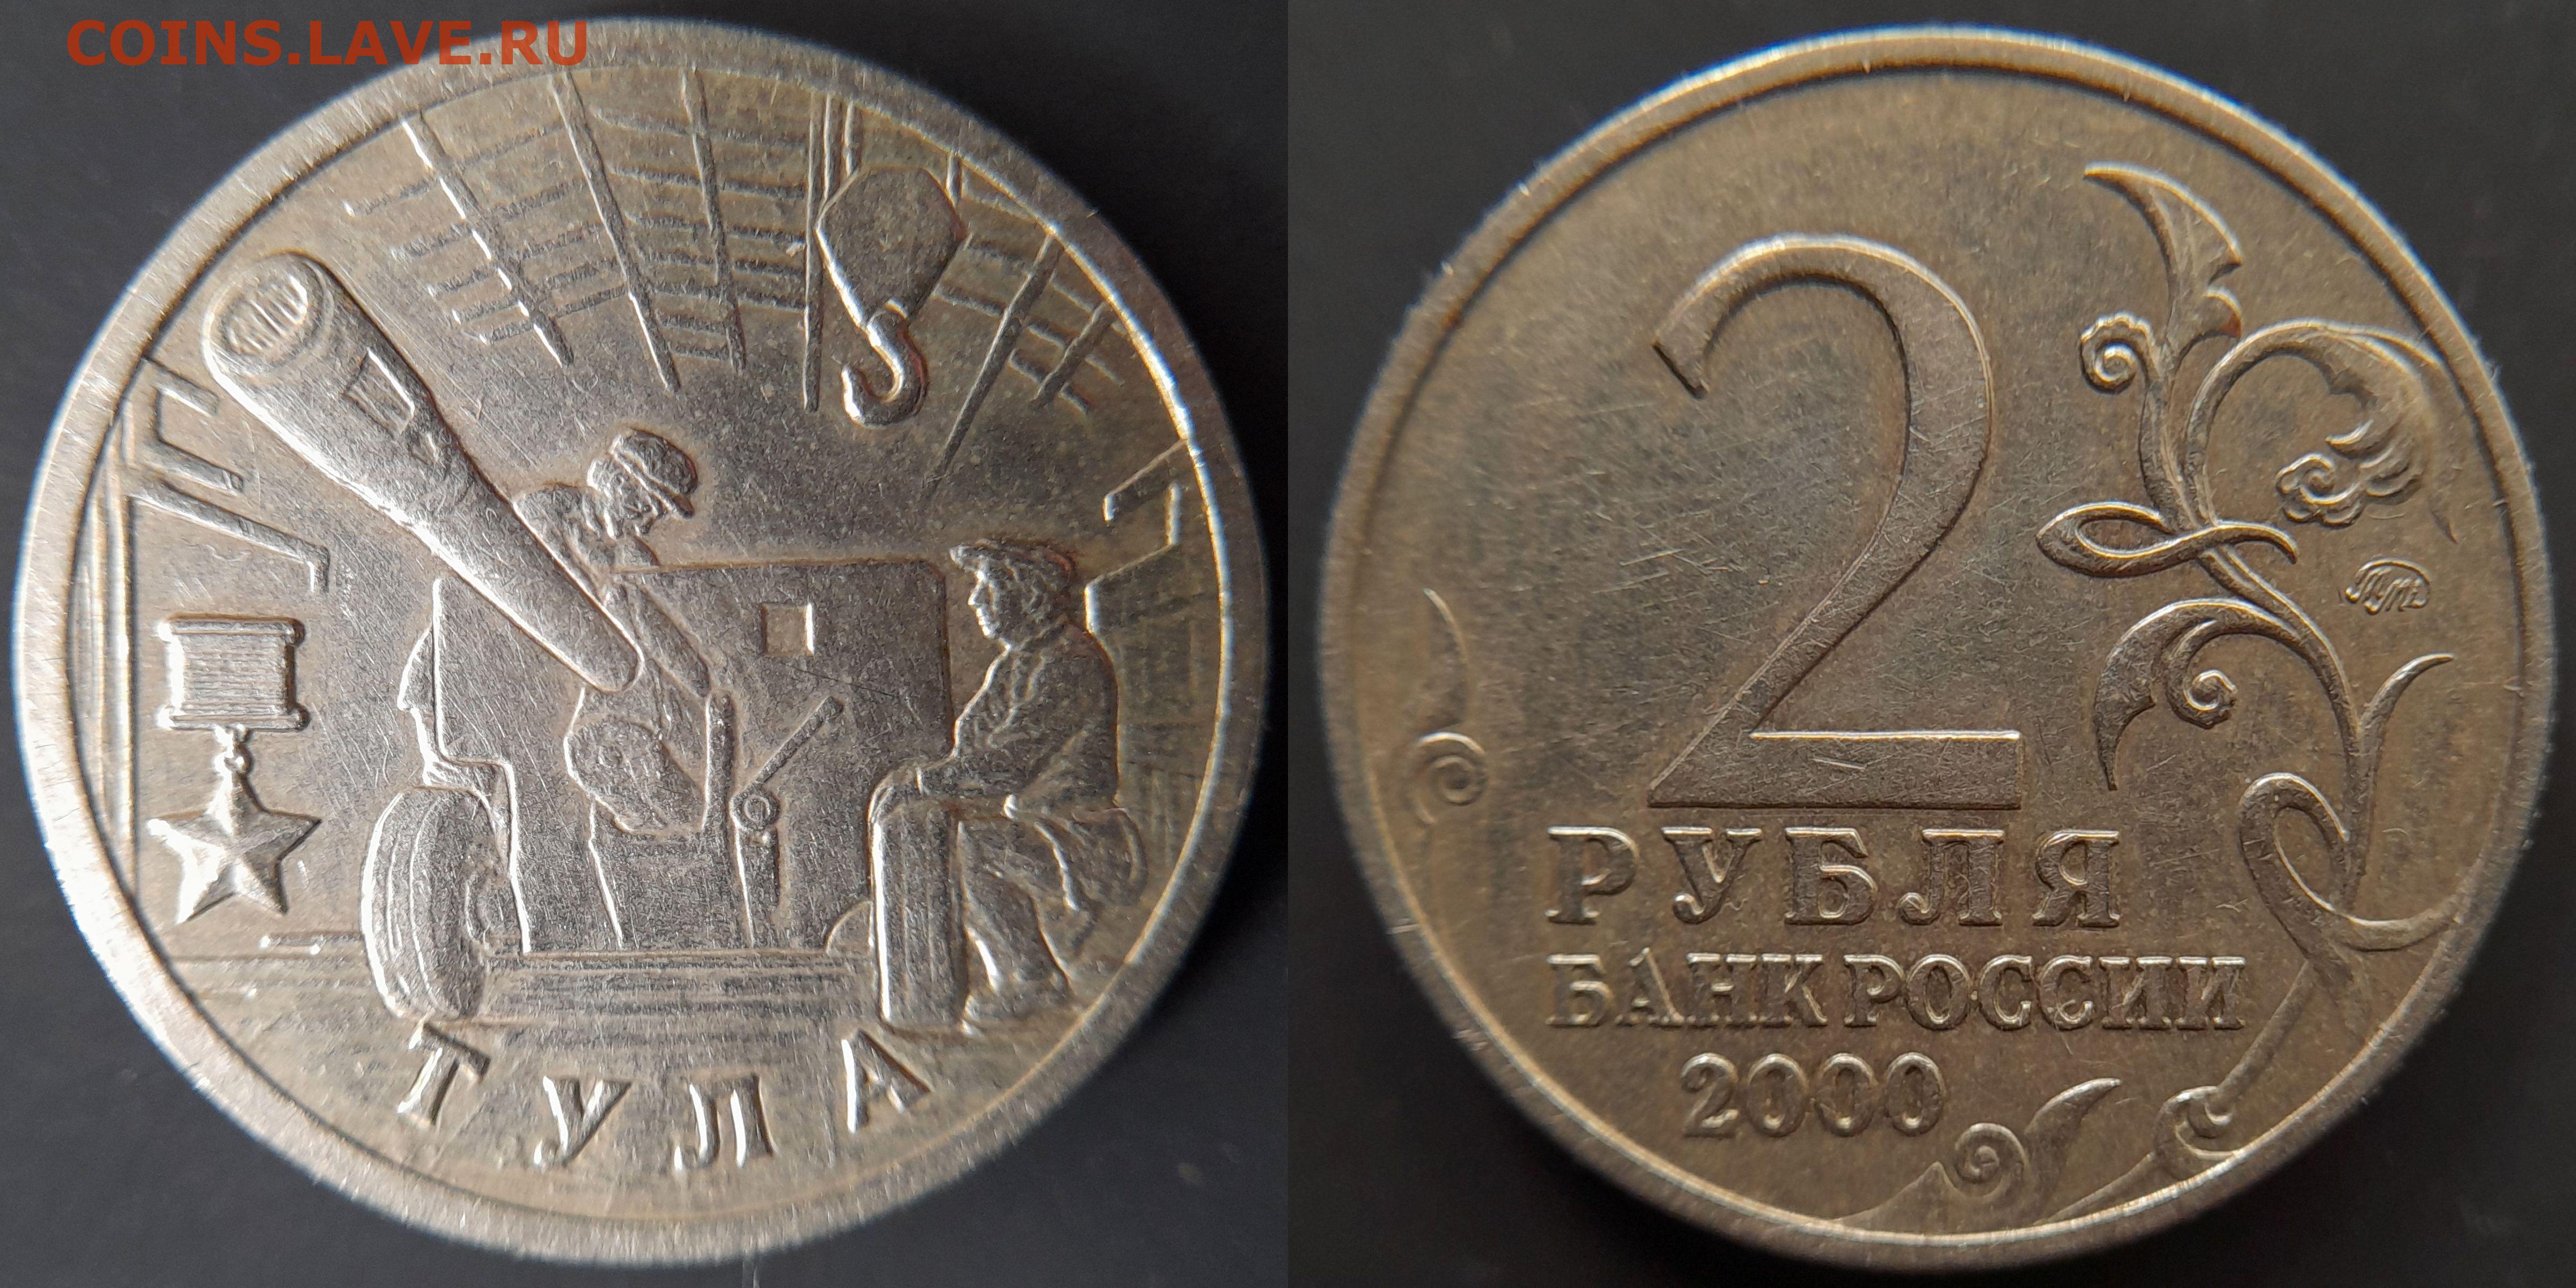 COINS.LAVE.RU
ТУЛА
2
РУБЛЯ
БАНК РОССИИ
2000